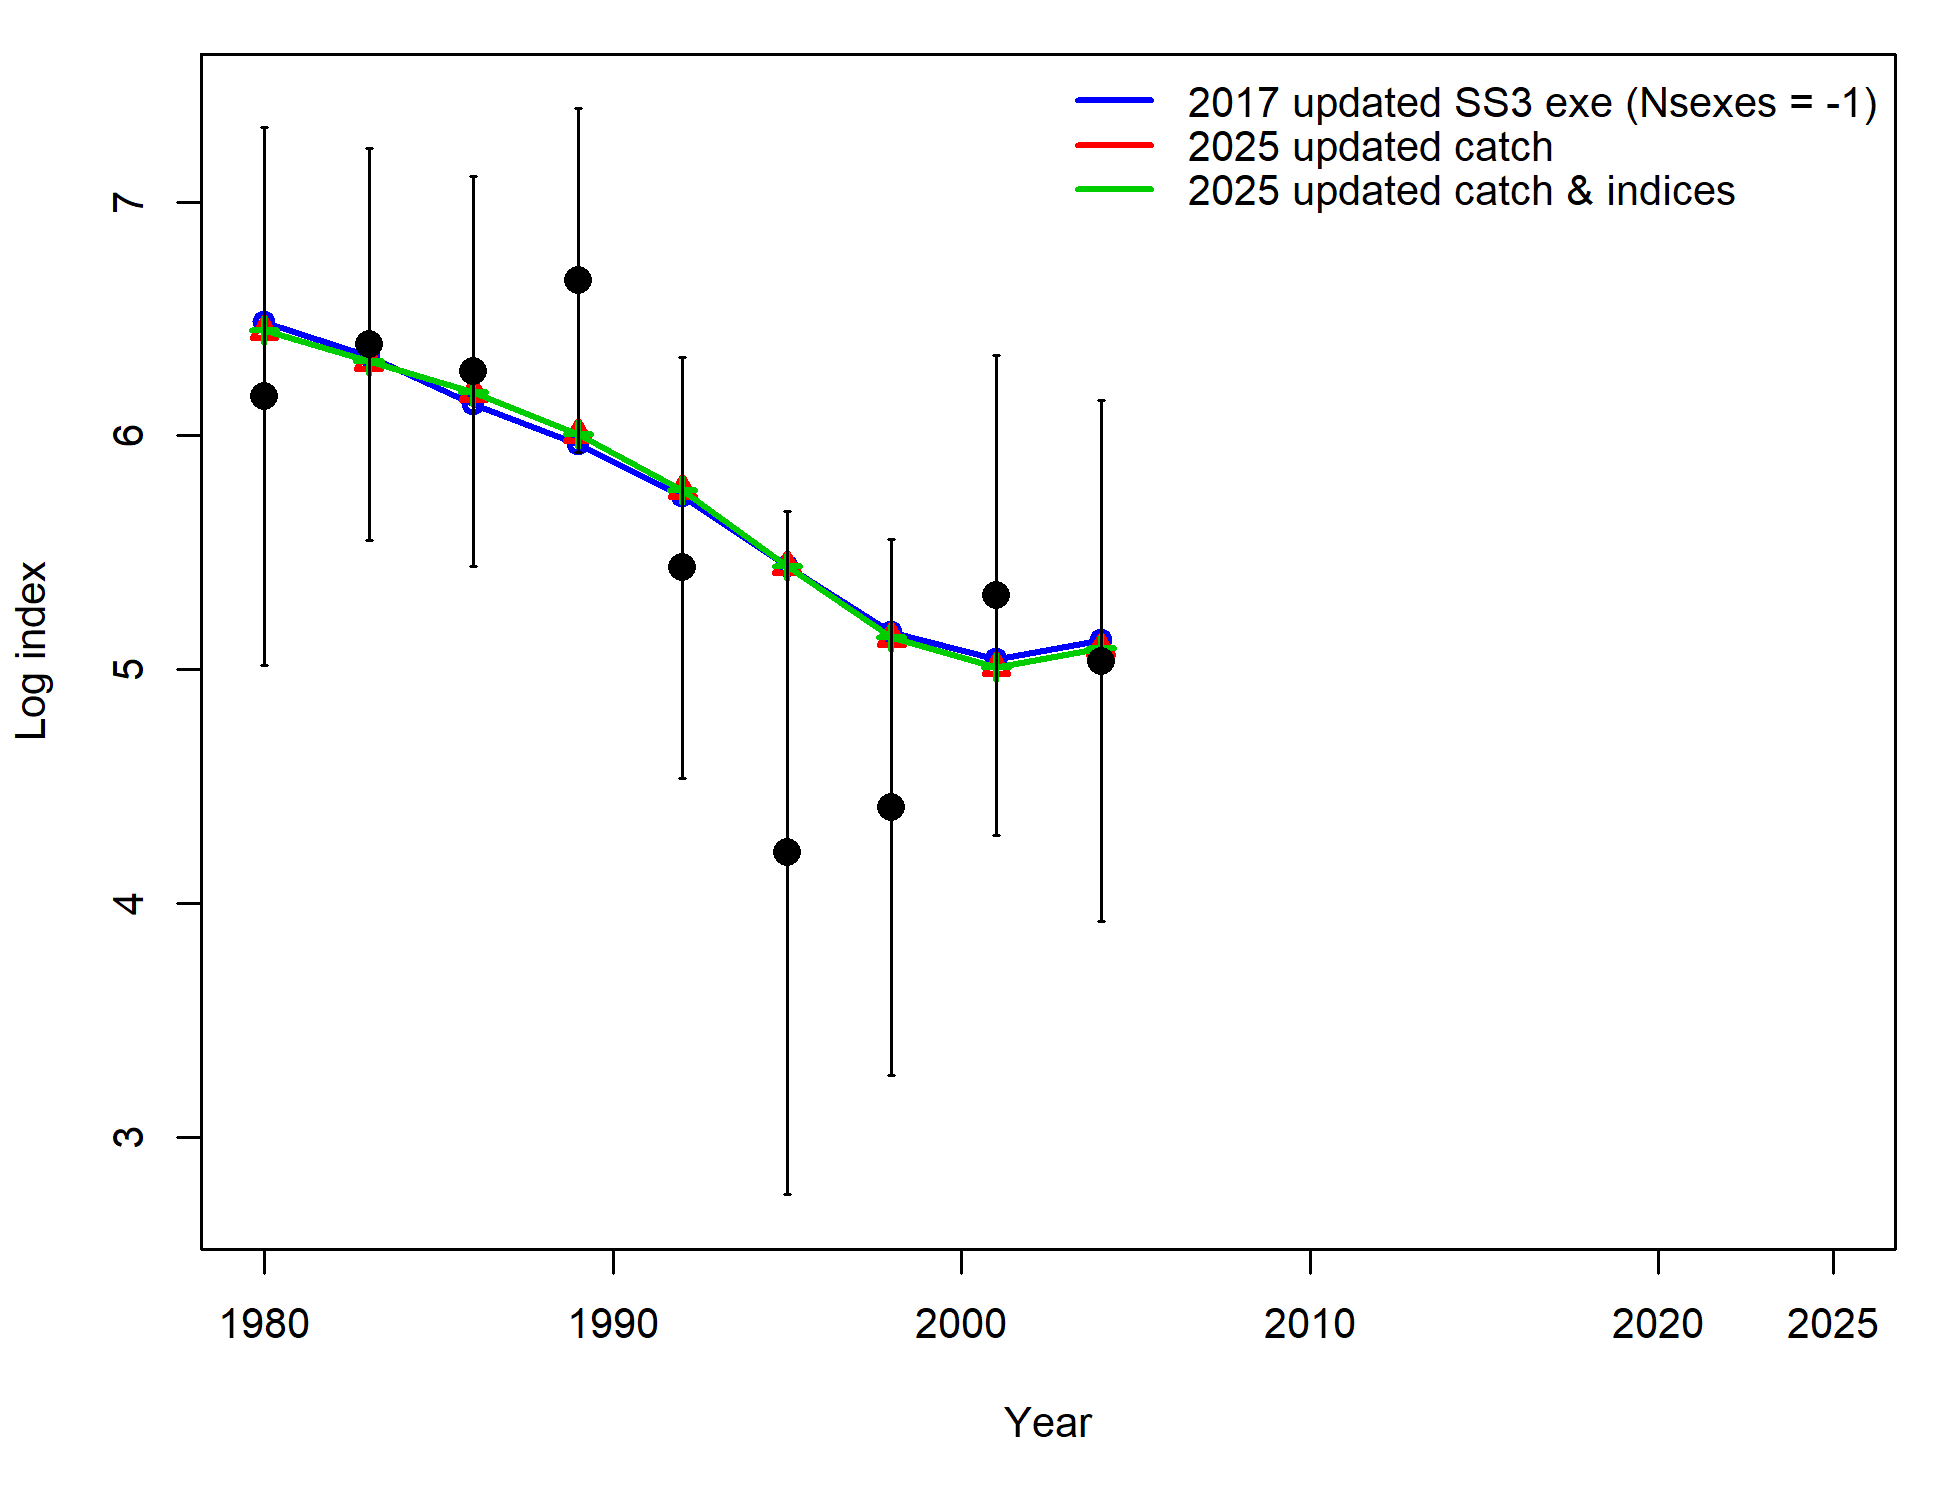 2017 updated SS3 exe (Nsexes = -1)
2025 updated catch
2025 updated catch & indices
7
6
5
4
3
Log index
1980 1990 2000 2010 2020 2025
Year